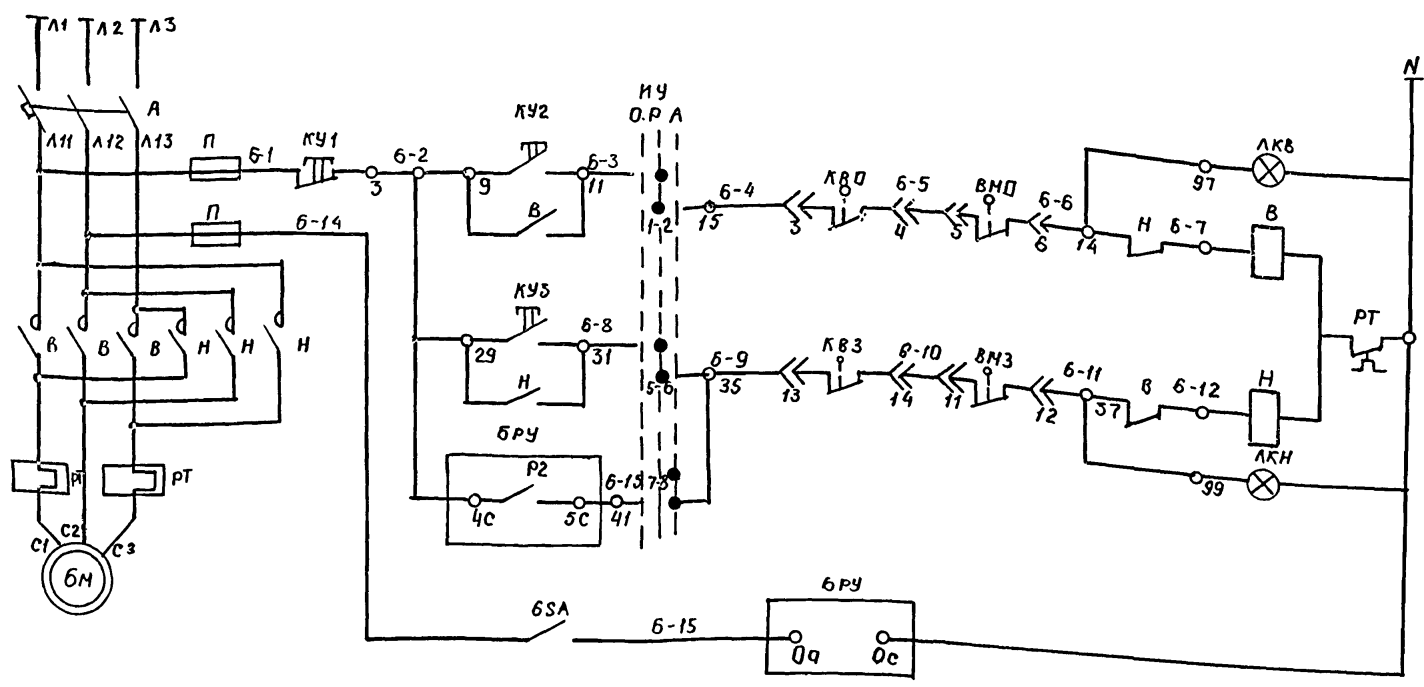 Л1 Л2 Л3
N
А
Л11 Л12 Л13
П
6-1
КУ1
3
6-2
9
КУ2
В
6-3
11
ИУ
О.Р А
1-2
15
6-4
3
КВО
6-5
4
5
ВМО
6-6
6
14
97
ЛКВ
Н
6-7
В
П
6-14
В В В Н Н Н
29
КУ3
Н
6-8
31
5-6
6-9
35
13
КВЗ
8-10
14
11
ВМЗ
12
6-11
37
В
6-12
Н
РТ
99
ЛКН
РТ РТ
6РУ
4С
Р2
5С
6-13
41
7-8
С1 С2 С3
6М
6SA
6-15
6РУ
Оа Ос